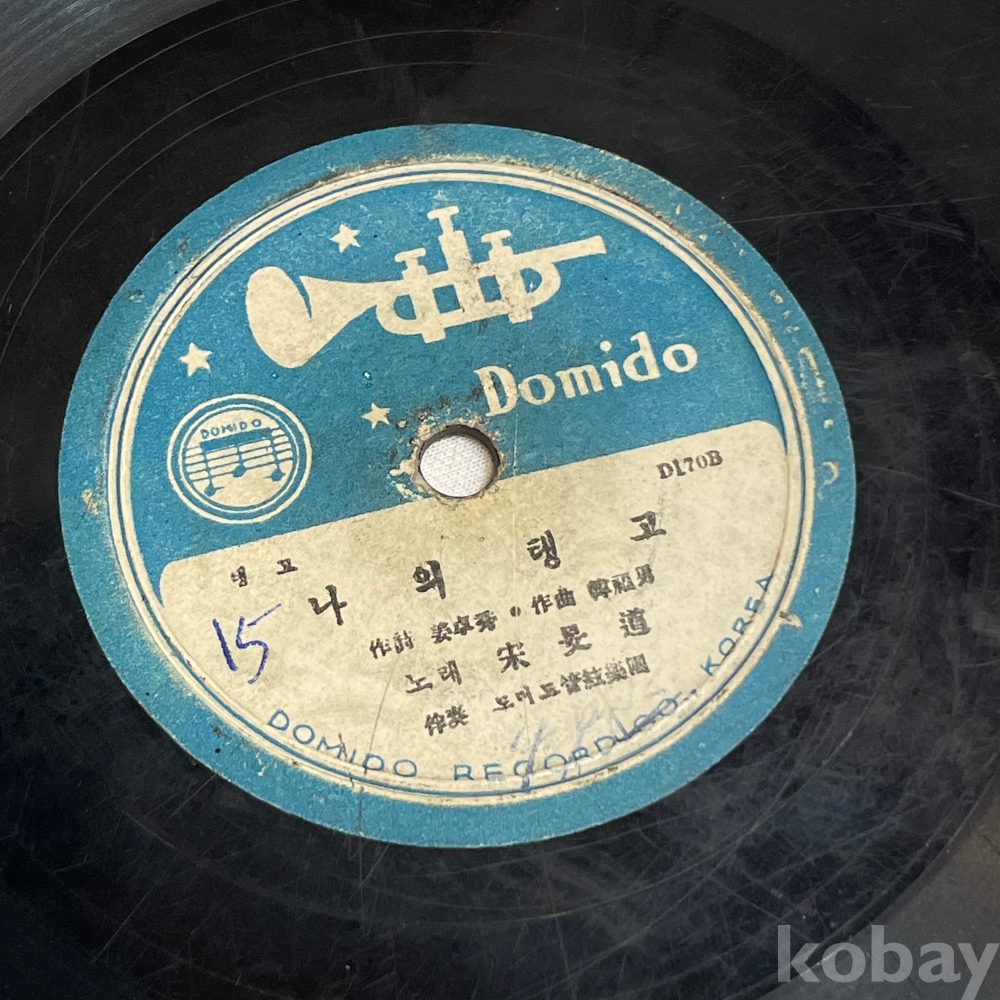 Domido
DOMIDO
D170B
탱고
나의 탱고
15
作詩 姜卓秀 作曲 韓福男
노래 宋旻道
伴奏 도미도管絃樂團
DOMIDO RECORD CO., KOREA
kobay